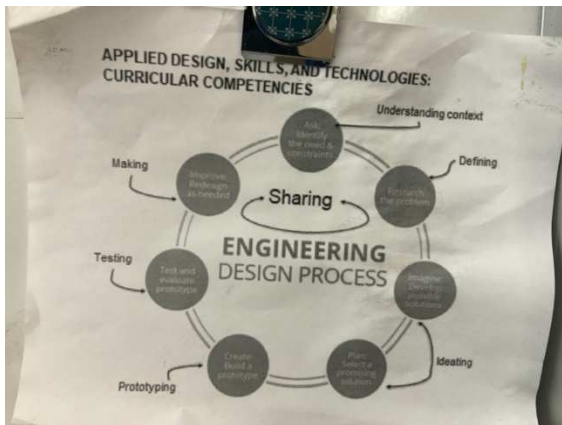 APPLIED DESIGN, SKILLS, AND TECHNOLOGIES:
CURRICULAR COMPETENCIES
Understanding context
Ask:
Identify
the need &
constraints
Defining
Research
the problem
Making
Improve:
Redesign
as needed
Sharing
ENGINEERING
DESIGN PROCESS
Testing
Test and
evaluate
prototype
Imagine:
Develop
possible
solutions
Ideating
Plan:
Select a
promising
solution
Create:
Build a
prototype
Prototyping